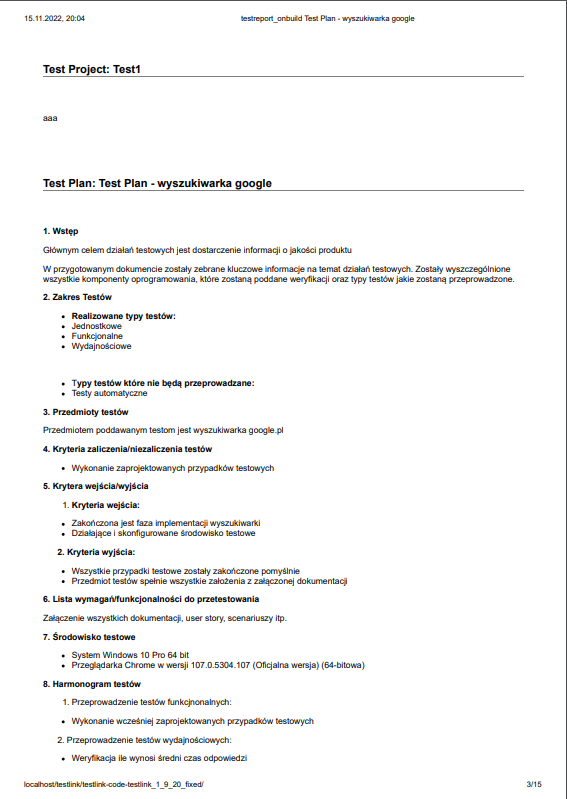 15.11.2022, 20:04 testreport_onbuild Test Plan - wyszukiwarka google
Test Project: Test1
aaa
Test Plan: Test Plan - wyszukiwarka google
1. Wstęp
Głównym celem działań testowych jest dostarczenie informacji o jakości produktu
W przygotowanym dokumencie zostały zebrane kluczowe informacje na temat działań testowych. Zostały wyszczególnione
wszystkie komponenty oprogramowania, które zostaną poddane weryfikacji oraz typy testów jakie zostaną przeprowadzone.
2. Zakres Testów
• Realizowane typy testów:
• Jednostkowe
• Funkcjonalne
• Wydajnościowe
• Typy testów które nie będą przeprowadzane:
• Testy automatyczne
3. Przedmioty testów
Przedmiotem poddawanym testom jest wyszukiwarka google.pl
4. Kryteria zaliczenia/niezaliczenia testów
• Wykonanie zaprojektowanych przypadków testowych
5. Krytera wejścia/wyjścia
1. Kryteria wejścia:
• Zakończona jest faza implementacji wyszukiwarki
• Działające i skonfigurowane środowisko testowe
2. Kryteria wyjścia:
• Wszystkie przypadki testowe zostały zakończone pomyślnie
• Przedmiot testów spełnie wszystkie założenia z załączonej dokumentacji
6. Lista wymagań/funkcjonalności do przetestowania
Załączenie wszystkich dokumentacji, user story, scenariuszy itp.
7. Środowisko testowe
• System Windows 10 Pro 64 bit
• Przeglądarka Chrome w wersji 107.0.5304.107 (Oficjalna wersja) (64-bitowa)
8. Harmonogram testów
1. Przeprowadzenie testów funkcjnonalnych:
• Wykonanie wcześniej zaprojektowanych przypadków testowych
2. Przeprowadzenie testów wydajnościowych:
• Weryfikacja ile wynosi średni czas odpowiedzi
localhost/testlink/testlink-code-testlink_1_9_20_fixed/ 3/15